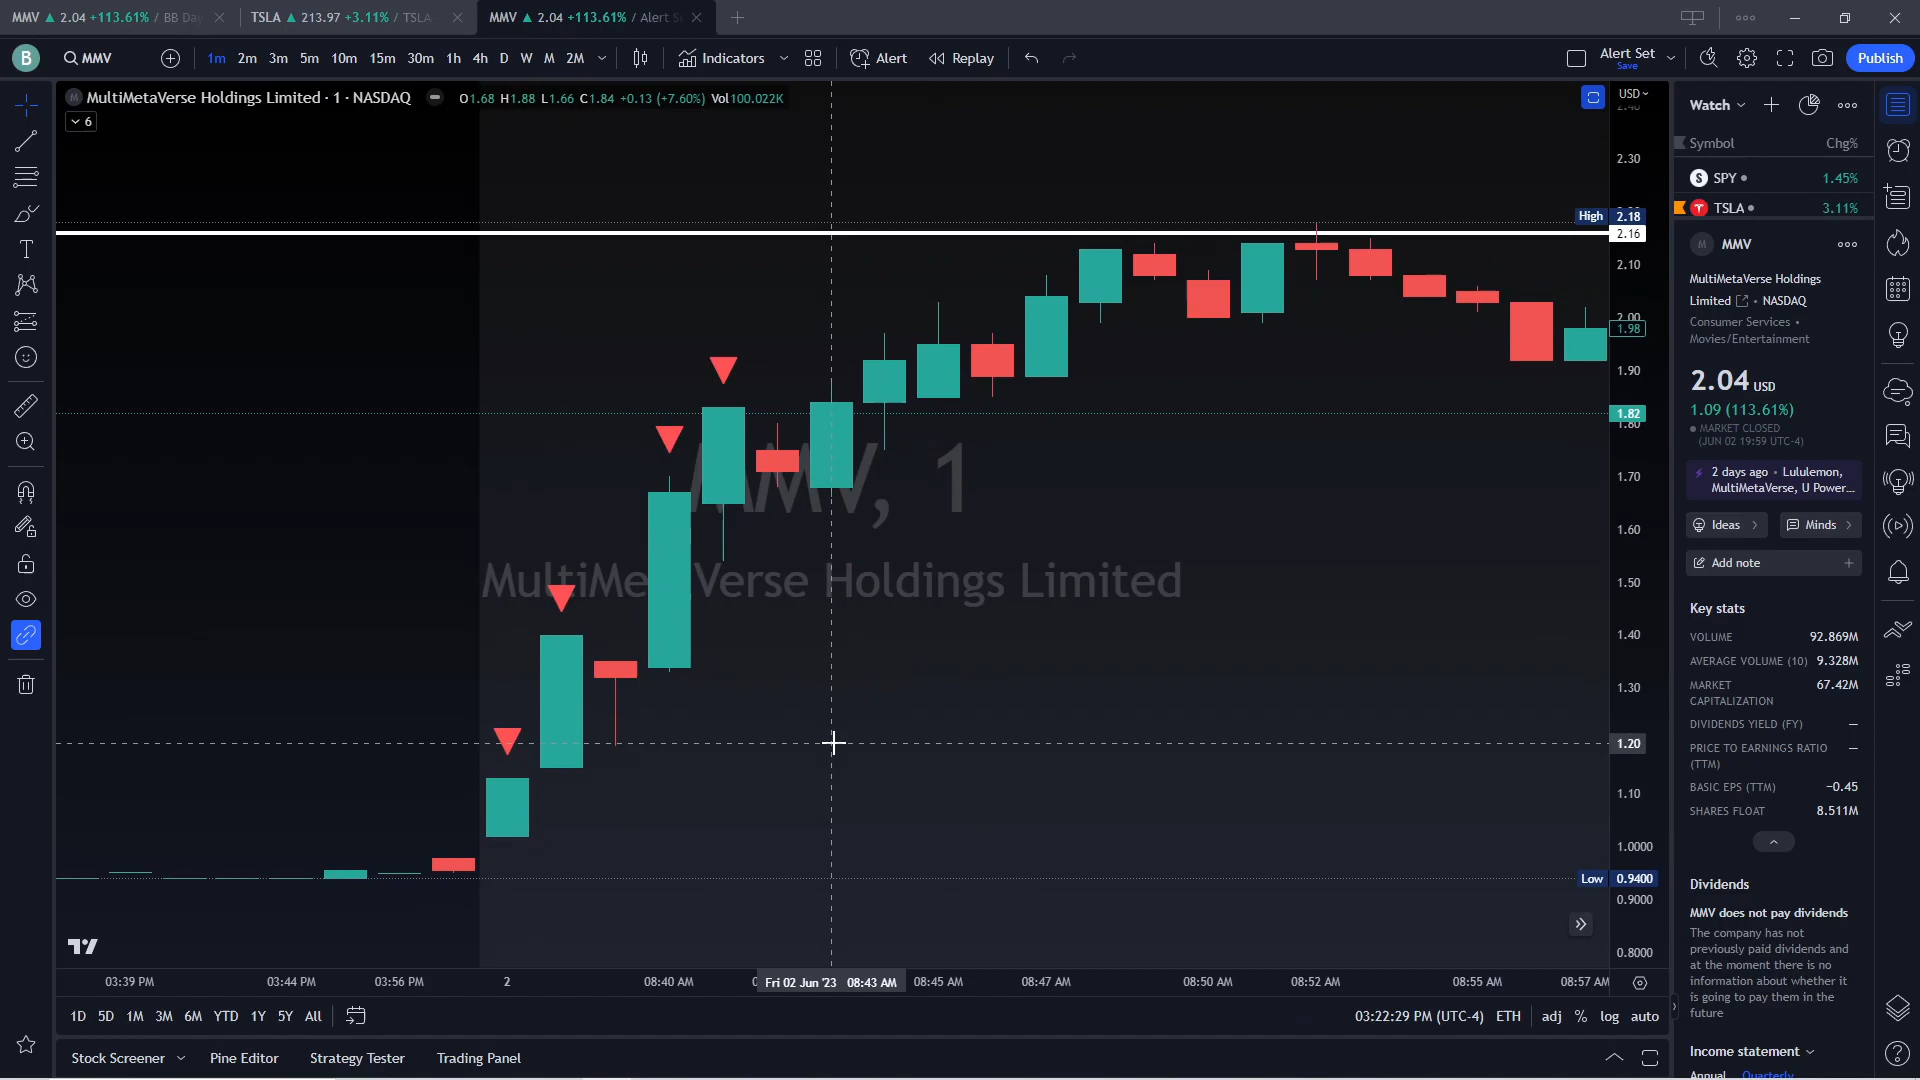 MMV ▲ 2.04 +113.61% / BB Da
TSLA ▲ 213.97 +3.11% / TSLA
MMV ▲ 2.04 +113.61% / Alert S
B
MMV
1m 2m 3m 5m 10m 15m 30m 1h 4h D W M 2M
Indicators
Alert
Replay
Alert Set
Save
Publish
MultiMetaVerse Holdings Limited · 1 · NASDAQ
O1.68 H1.88 L1.66 C1.84 +0.13 (+7.60%) Vol100.022K
6
USD
2.40
2.30
High 2.18
2.16
2.10
2.00
1.98
1.90
1.82
1.80
1.70
1.60
1.50
1.40
1.30
1.20
1.10
1.0000
Low 0.9400
0.9000
0.8000
MMV, 1
MultiMetaVerse Holdings Limited
03:39 PM 03:44 PM 03:56 PM 2 08:40 AM Fri 02 Jun '23 08:43 AM 08:45 AM 08:47 AM 08:50 AM 08:52 AM 08:55 AM 08:57 AM
1D 5D 1M 3M 6M YTD 1Y 5Y All
03:22:29 PM (UTC-4) ETH adj % log auto
Stock Screener Pine Editor Strategy Tester Trading Panel
Watch
Symbol Chg%
SPY 1.45%
TSLA 3.11%
M MMV
MultiMetaVerse Holdings
Limited • NASDAQ
Consumer Services •
Movies/Entertainment
2.04 USD
1.09 (113.61%)
MARKET CLOSED
(JUN 02 19:59 UTC-4)
2 days ago • Lululemon,
MultiMetaVerse, U Power...
Ideas
Minds
Add note
Key stats
VOLUME 92.869M
AVERAGE VOLUME (10) 9.328M
MARKET 67.42M
CAPITALIZATION
DIVIDENDS YIELD (FY) —
PRICE TO EARNINGS RATIO —
(TTM)
BASIC EPS (TTM) −0.45
SHARES FLOAT 8.511M
Dividends
MMV does not pay dividends
The company has not
previously paid dividends and
at the moment there is no
information about whether it
is going to pay them in the
future
Income statement
Annual Quarterly